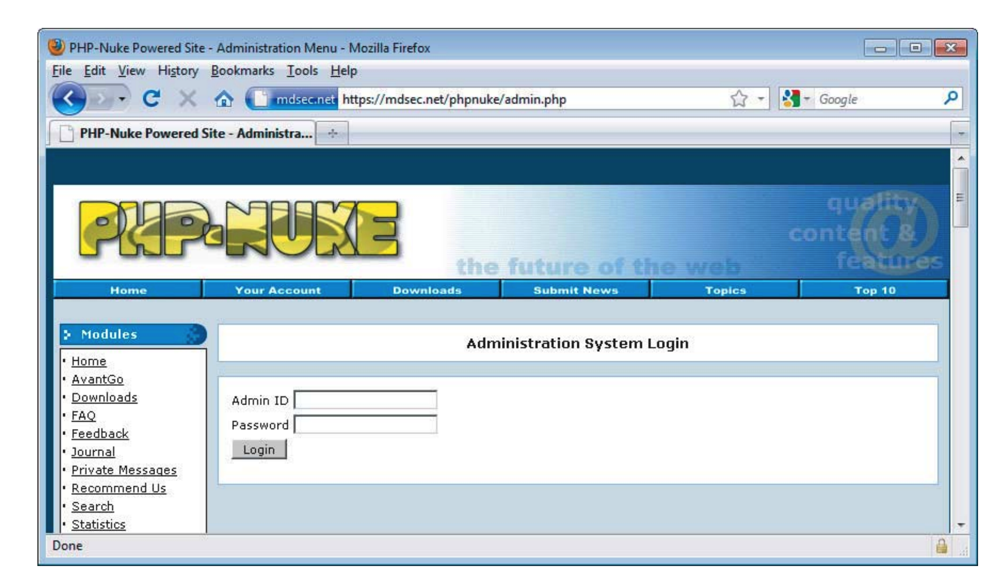 PHP-Nuke Powered Site - Administration Menu - Mozilla Firefox
File Edit View History Bookmarks Tools Help
mdsec.net https://mdsec.net/phpnuke/admin.php Google
PHP-Nuke Powered Site - Administra...
PHP-NUKE
the future of the web
quality
content &
features
Home Your Account Downloads Submit News Topics Top 10
Modules
Administration System Login
Home
AvantGo
Downloads
FAQ
Feedback
Journal
Private Messages
Recommend Us
Search
Statistics
Admin ID
Password
Login
Done